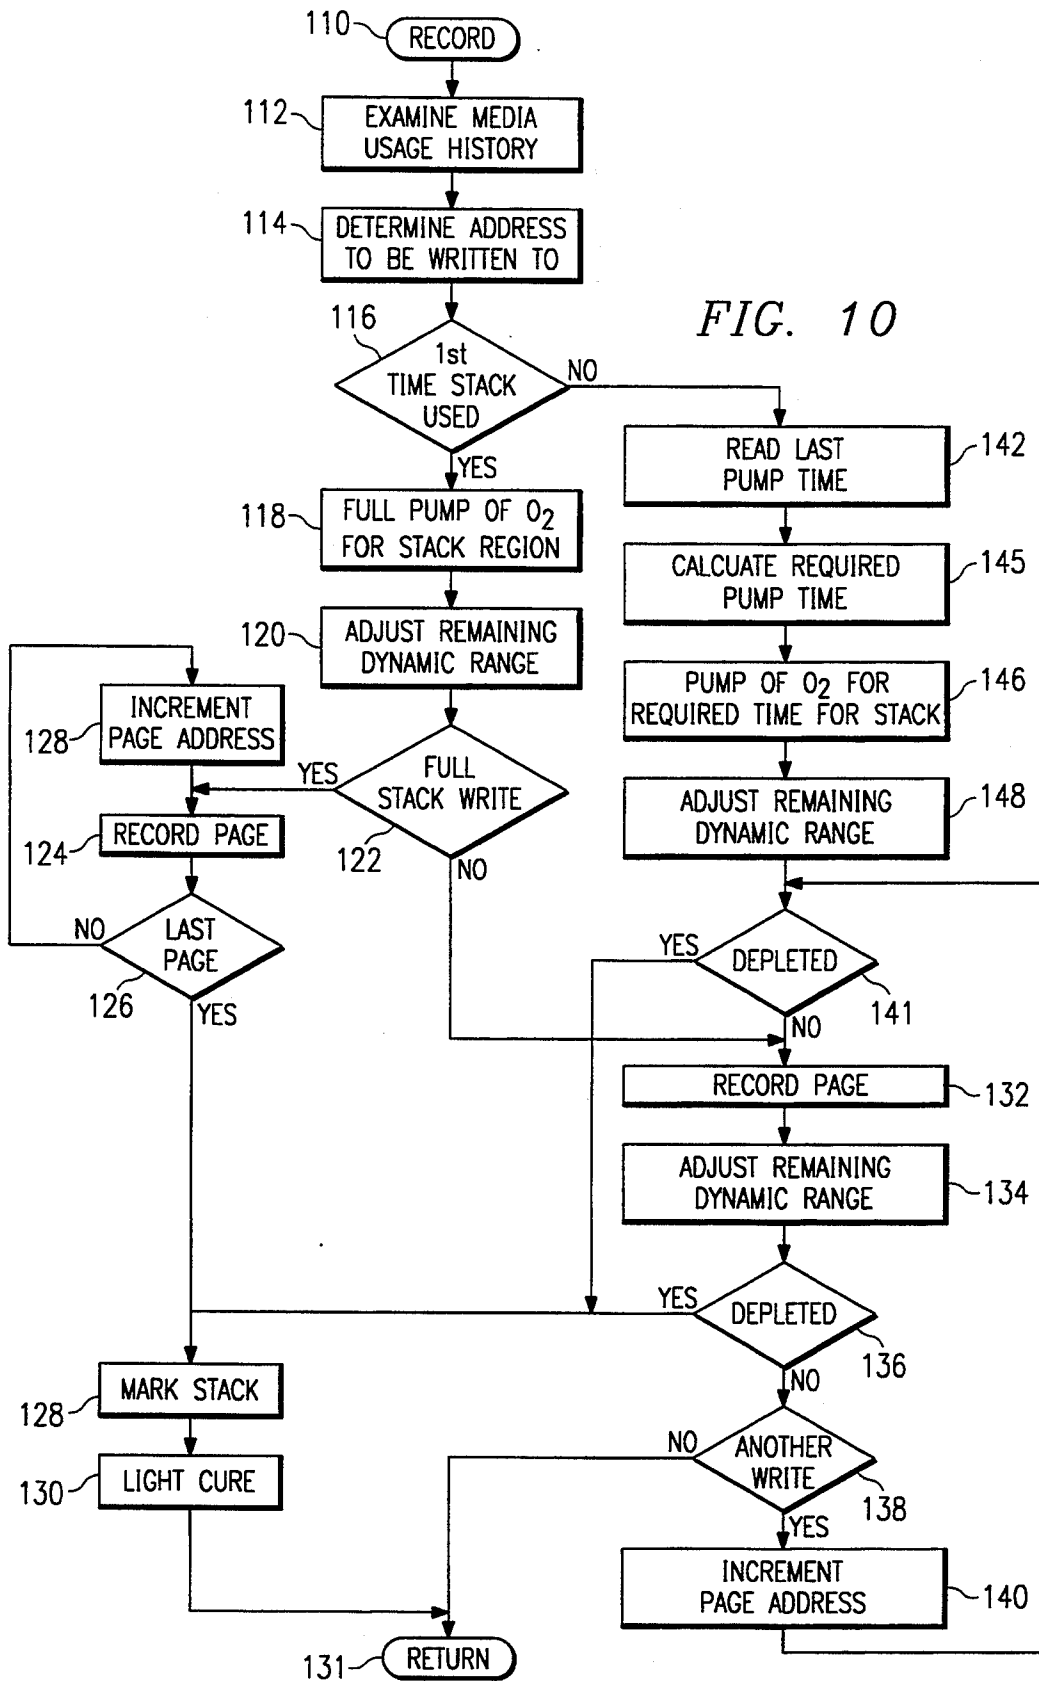 110
RECORD
112
EXAMINE MEDIA
USAGE HISTORY
114
DETERMINE ADDRESS
TO BE WRITTEN TO
FIG. 10
116
1st
TIME STACK
USED
NO
YES
118
FULL PUMP OF O2
FOR STACK REGION
120
ADJUST REMAINING
DYNAMIC RANGE
122
FULL
STACK WRITE
YES
NO
128
INCREMENT
PAGE ADDRESS
124
RECORD PAGE
126
LAST
PAGE
NO
YES
142
READ LAST
PUMP TIME
145
CALCUATE REQUIRED
PUMP TIME
146
PUMP OF O2 FOR
REQUIRED TIME FOR STACK
148
ADJUST REMAINING
DYNAMIC RANGE
YES
DEPLETED
141
NO
RECORD PAGE
132
ADJUST REMAINING
DYNAMIC RANGE
134
YES
DEPLETED
136
NO
128
MARK STACK
130
LIGHT CURE
NO
ANOTHER
WRITE
138
YES
INCREMENT
PAGE ADDRESS
140
131
RETURN